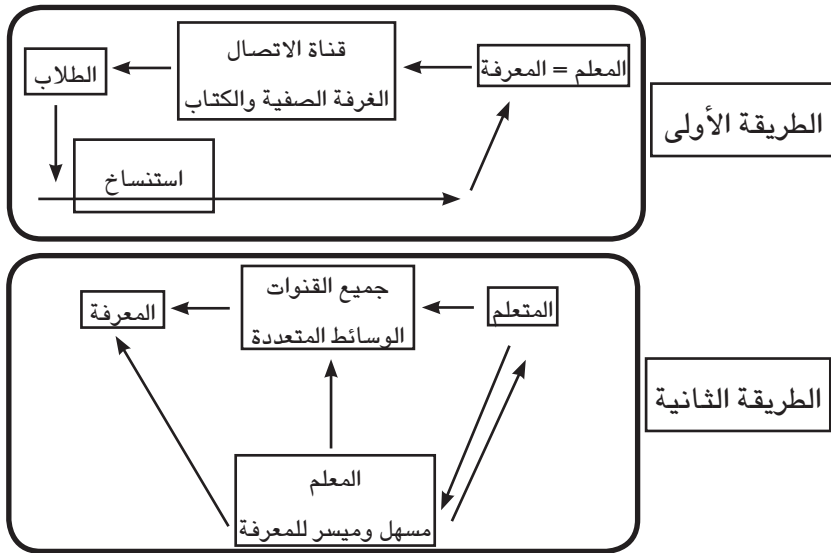 الطريقة الأولى
المعلم = المعرفة
قناة الاتصال
الغرفة الصفية والكتاب
الطلاب
استنساخ
الطريقة الثانية
المتعلم
جميع القنوات
الوسائط المتعددة
المعرفة
المعلم
مسهل وميسر للمعرفة